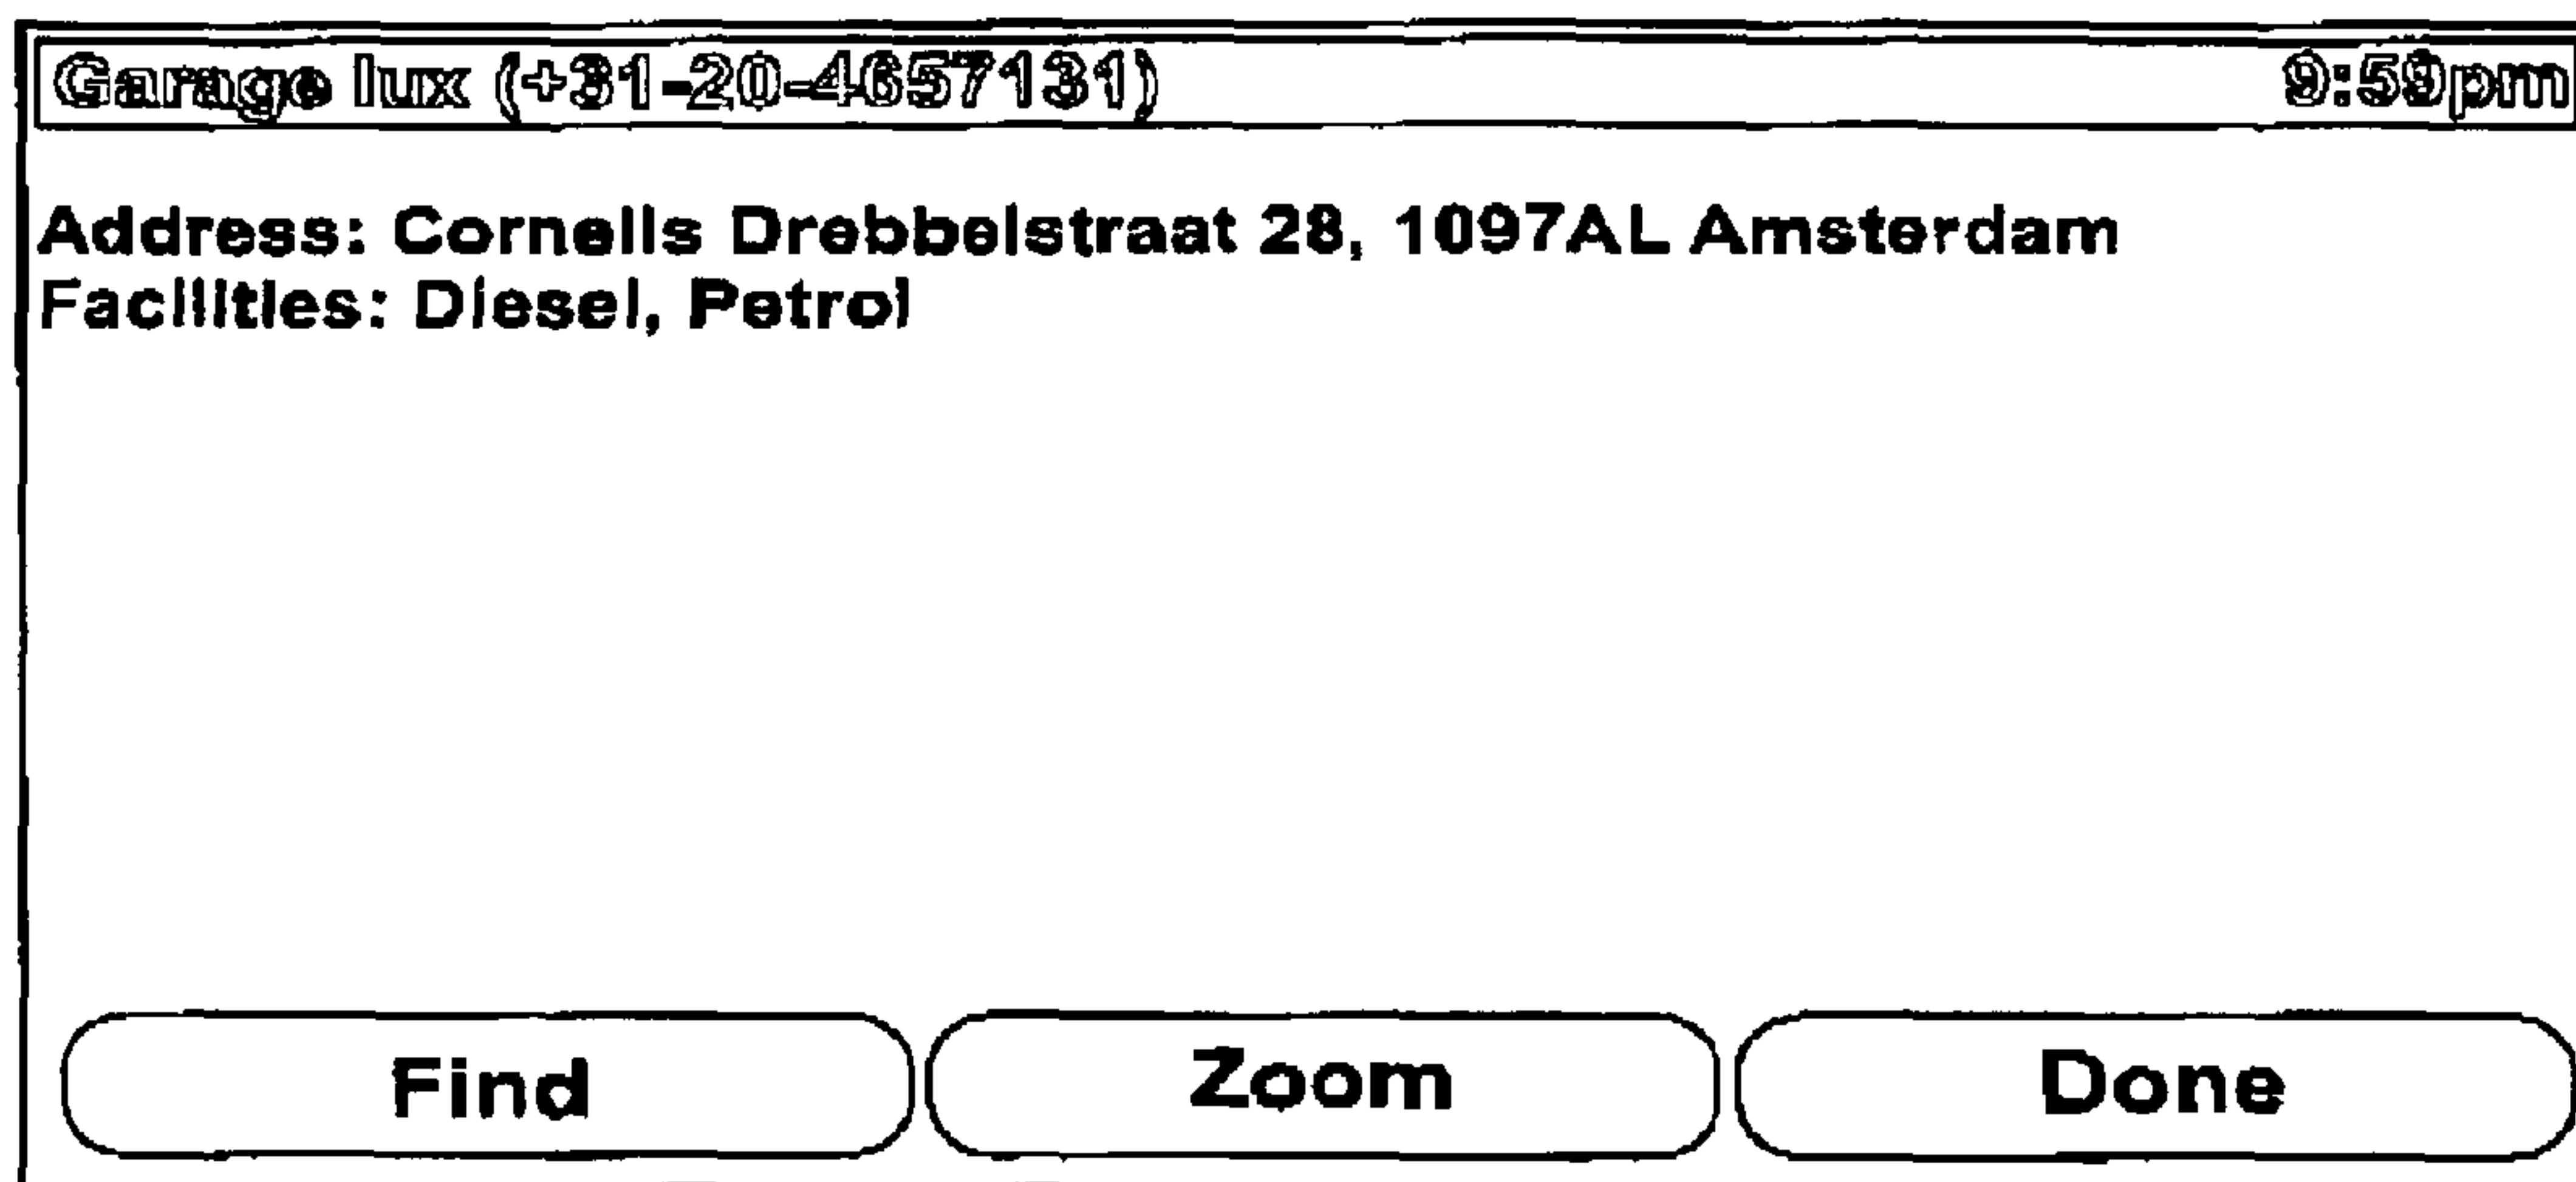 Garage lux (+31-20-4657131) 9:59pm
Address: Cornelis Drebbelstraat 28, 1097AL Amsterdam
Facilities: Diesel, Petrol
Find Zoom Done